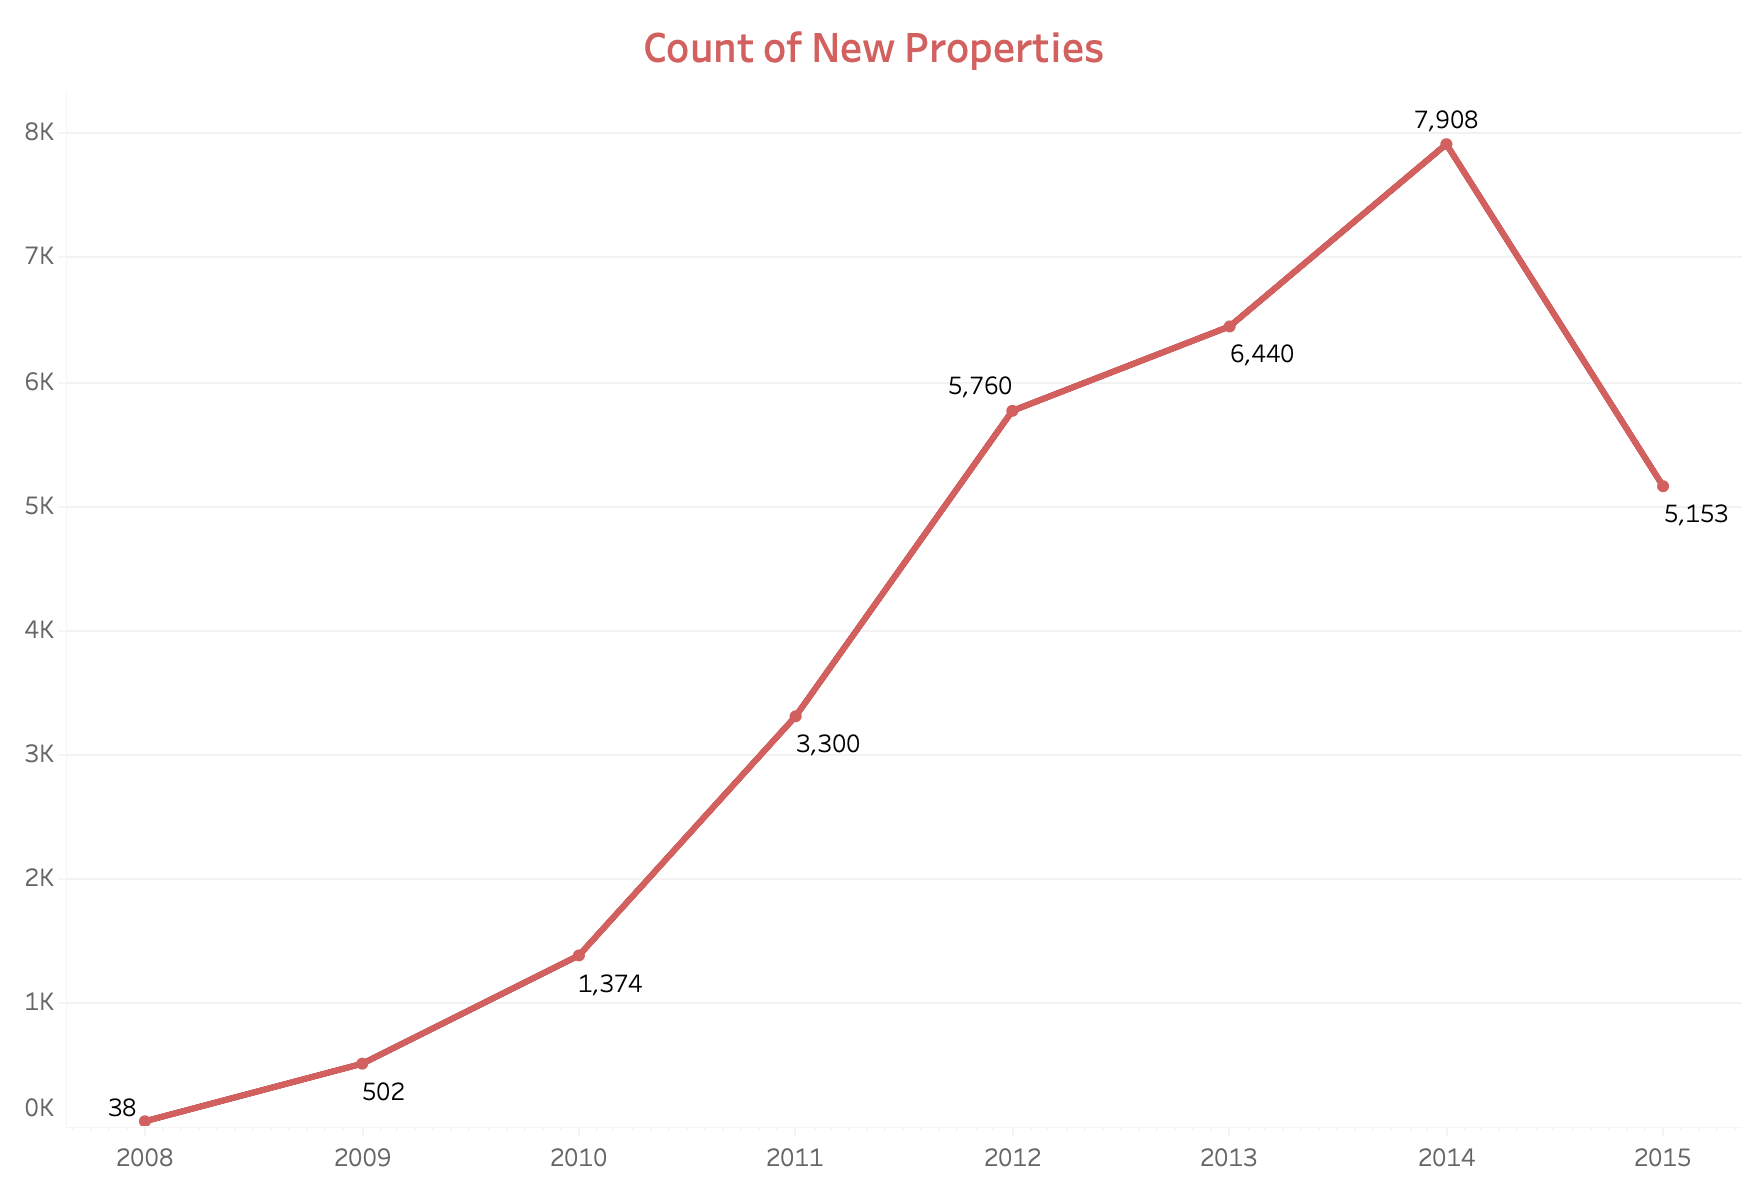 Count of New Properties
8K
7K
6K
5K
4K
3K
2K
1K
0K
7,908
6,440
5,760
5,153
3,300
1,374
502
38
2008 2009 2010 2011 2012 2013 2014 2015